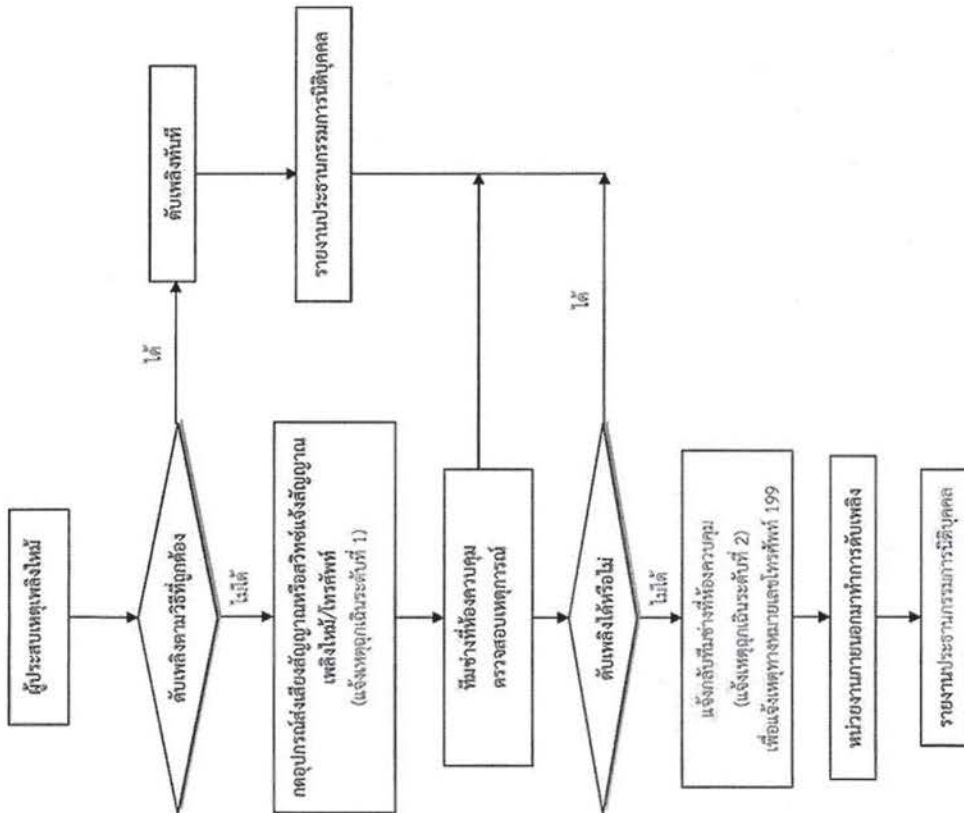 ผู้ประสบเหตุเพลิงไหม้
ดับเพลิงตามวิธีที่ถูกต้อง
ได้
ดับเพลิงทันที
รายงานประธานกรรมการนิติบุคคล
ไม่ได้
กดอุปกรณ์ส่งเสียงสัญญาณหรือสวิทซ์แจ้งสัญญาณ
เพลิงไหม้/โทรศัพท์
(แจ้งเหตุฉุกเฉินระดับที่ 1)
ทีมช่างที่ห้องควบคุม
ตรวจสอบเหตุการณ์
ดับเพลิงได้หรือไม่
ได้
ไม่ได้
แจ้งกลับทีมช่างที่ห้องควบคุม
(แจ้งเหตุฉุกเฉินระดับที่ 2)
เพื่อแจ้งเหตุทางหมายเลขโทรศัพท์ 199
หน่วยงานภายนอกมาทำการดับเพลิง
รายงานประธานกรรมการนิติบุคคล